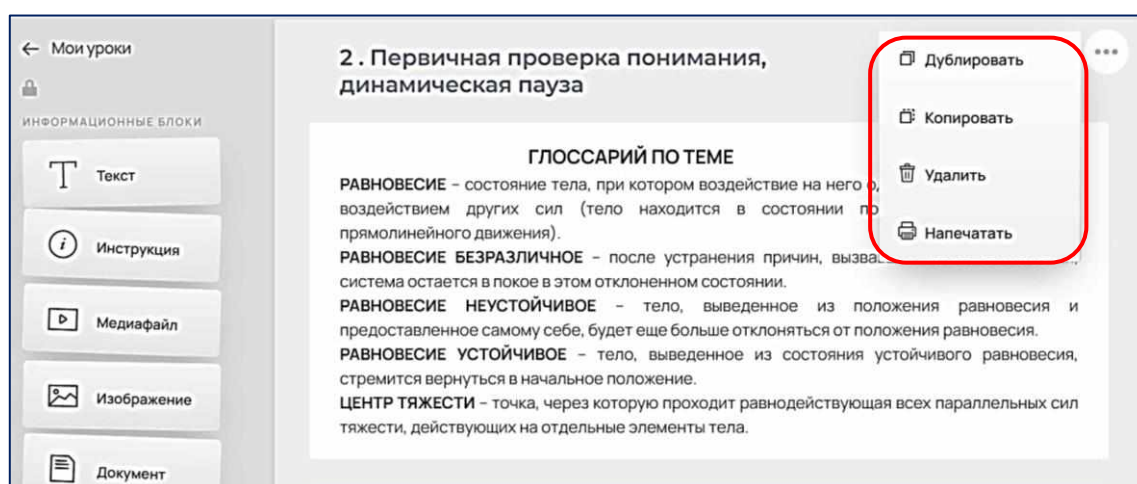 ← Мои уроки
ИНФОРМАЦИОННЫЕ БЛОКИ
Текст
Инструкция
Медиафайл
Изображение
Документ
2 . Первичная проверка понимания,
динамическая пауза
Дублировать
Копировать
Удалить
Напечатать
ГЛОССАРИЙ ПО ТЕМЕ
РАВНОВЕСИЕ – состояние тела, при котором воздействие на него
воздействием других сил (тело находится в состоянии
прямолинейного движения).
РАВНОВЕСИЕ БЕЗРАЗЛИЧНОЕ – после устранения причин,
система остается в покое в этом отклоненном состоянии.
РАВНОВЕСИЕ НЕУСТОЙЧИВОЕ – тело, выведенное из положения равновесия и
предоставленное самому себе, будет еще больше отклоняться от положения равновесия.
РАВНОВЕСИЕ УСТОЙЧИВОЕ – тело, выведенное из состояния устойчивого равновесия,
стремится вернуться в начальное положение.
ЦЕНТР ТЯЖЕСТИ – точка, через которую проходит равнодействующая всех параллельных сил
тяжести, действующих на отдельные элементы тела.